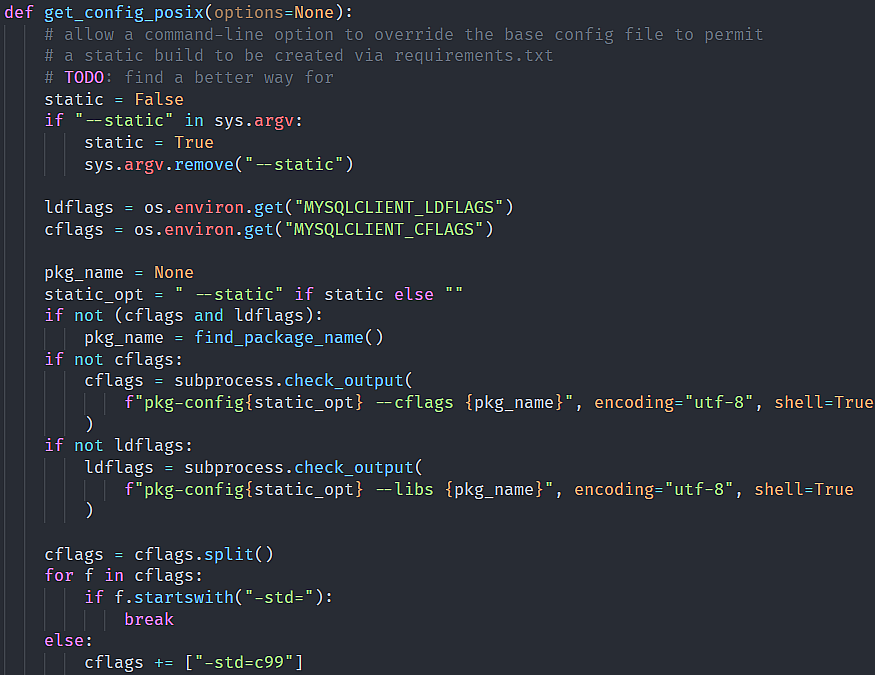 def get_config_posix(options=None):
    # allow a command-line option to override the base config file to permit
    # a static build to be created via requirements.txt
    # TODO: find a better way for
    static = False
    if "--static" in sys.argv:
        static = True
        sys.argv.remove("--static")

    ldflags = os.environ.get("MYSQLCLIENT_LDFLAGS")
    cflags = os.environ.get("MYSQLCLIENT_CFLAGS")

    pkg_name = None
    static_opt = " --static" if static else ""
    if not (cflags and ldflags):
        pkg_name = find_package_name()
    if not cflags:
        cflags = subprocess.check_output(
            f"pkg-config{static_opt} --cflags {pkg_name}", encoding="utf-8", shell=True
        )
    if not ldflags:
        ldflags = subprocess.check_output(
            f"pkg-config{static_opt} --libs {pkg_name}", encoding="utf-8", shell=True
        )

    cflags = cflags.split()
    for f in cflags:
        if f.startswith("-std="):
            break
    else:
        cflags += ["-std=c99"]